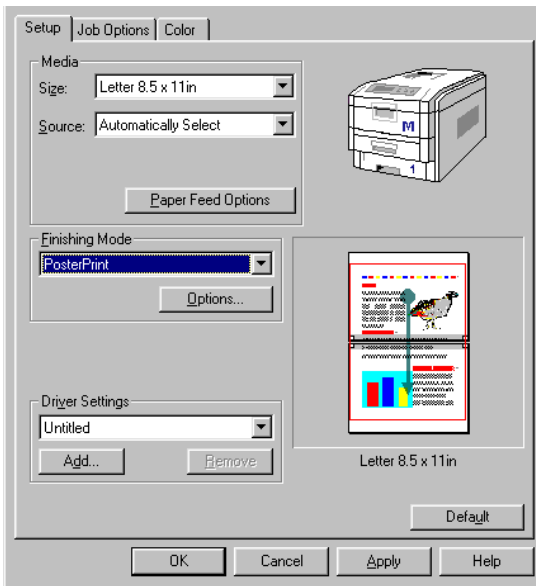 Setup
Job Options
Color
Media
Size:
Letter 8.5 x 11in
Source:
Automatically Select
Paper Feed Options
M
1
Finishing Mode
PosterPrint
Options...
Driver Settings
Untitled
Add...
Remove
Letter 8.5 x 11in
Default
OK
Cancel
Apply
Help